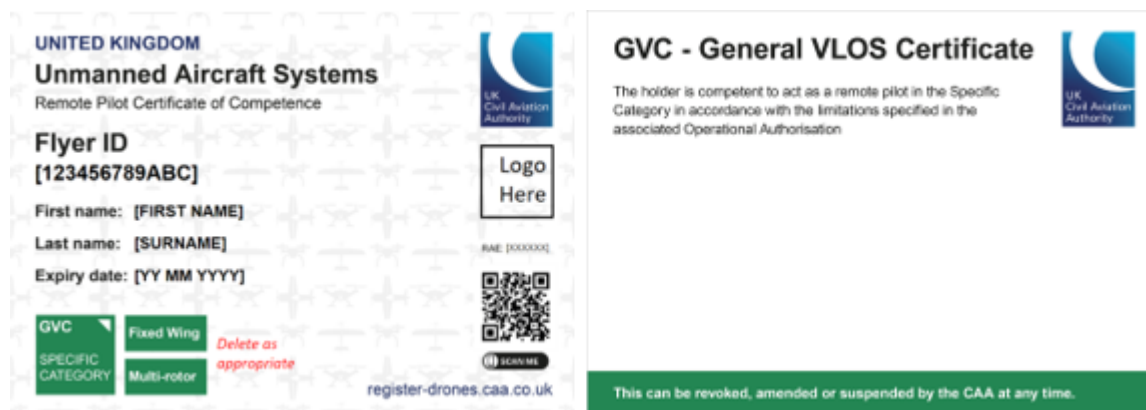 UNITED KINGDOM
Unmanned Aircraft Systems
Remote Pilot Certificate of Competence
Flyer ID
[123456789ABC]
First name: [FIRST NAME]
Last name: [SURNAME]
Expiry date: [YY MM YYYY]
GVC
SPECIFIC
CATEGORY
Fixed Wing
Multi-rotor
Delete as
appropriate
UK
Civil Aviation
Authority
Logo
Here
RAE: [XXXXXX]
SCAN ME
register-drones.caa.co.uk
GVC - General VLOS Certificate
The holder is competent to act as a remote pilot in the Specific
Category in accordance with the limitations specified in the
associated Operational Authorisation
UK
Civil Aviation
Authority
This can be revoked, amended or suspended by the CAA at any time.